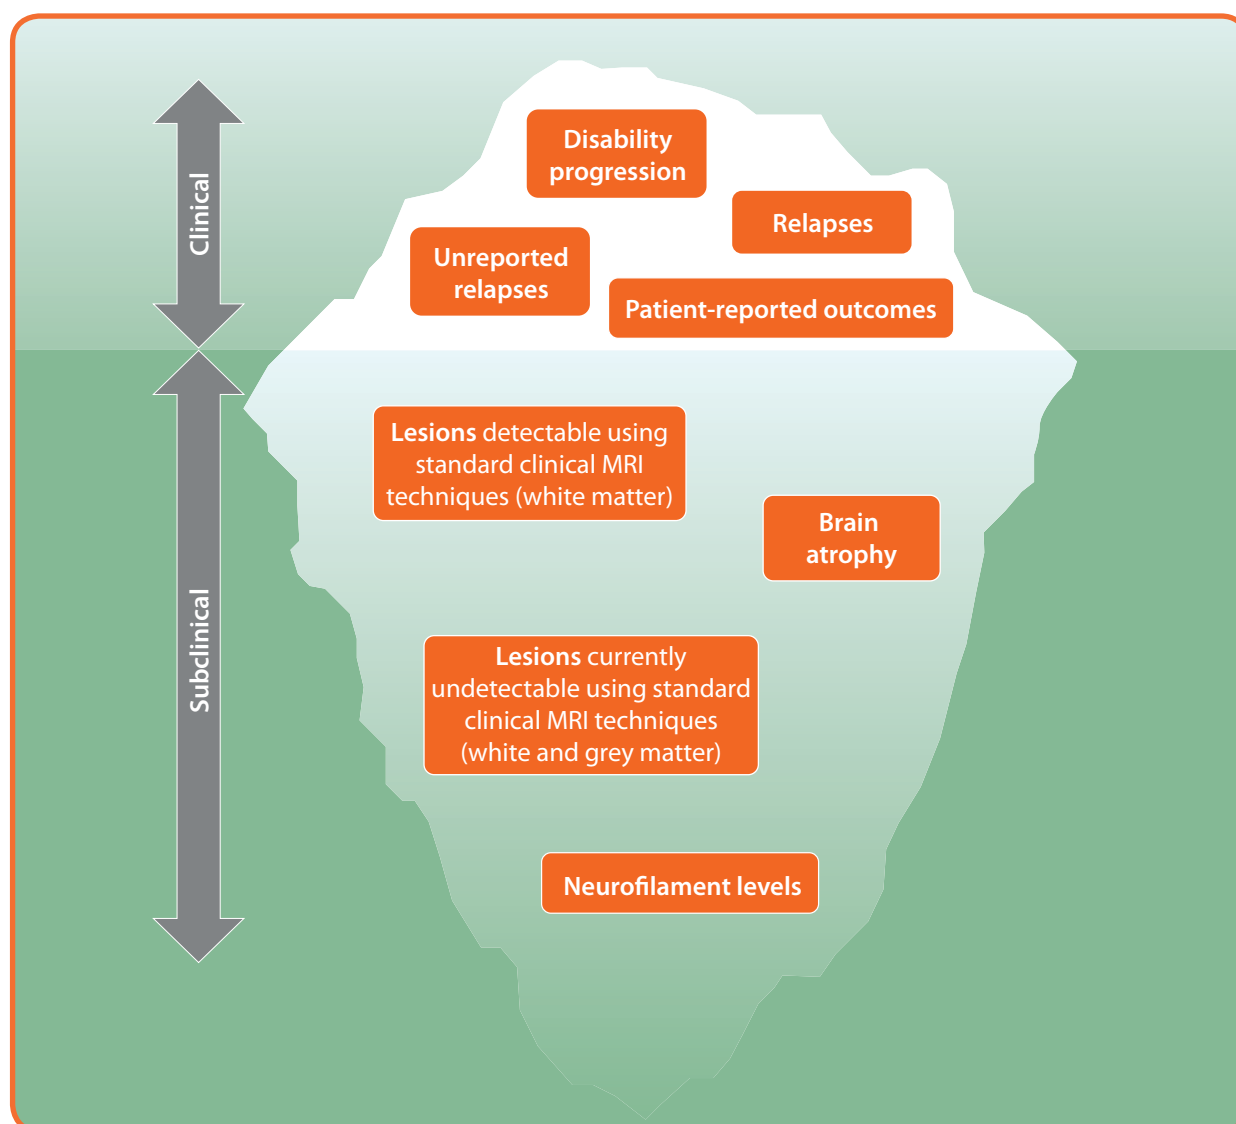 Clinical
Disability
progression
Relapses
Unreported
relapses
Patient-reported outcomes
Subclinical
Lesions detectable using
standard clinical MRI
techniques (white matter)
Brain
atrophy
Lesions currently
undetectable using standard
clinical MRI techniques
(white and grey matter)
Neurofilament levels